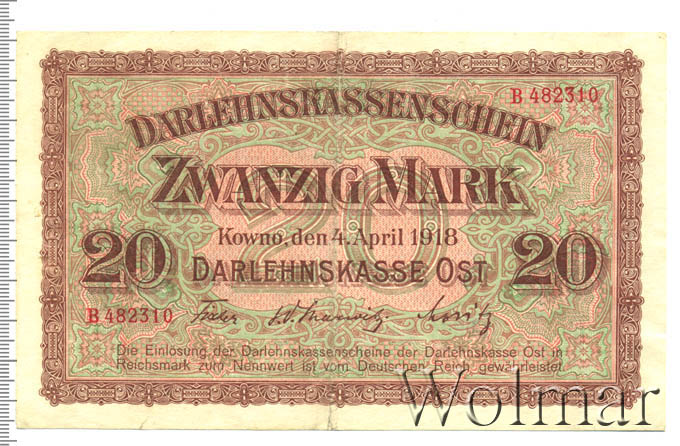 B 482310
DARLEHNSKASSENSCHEIN
ZWANZIG MARK
20
Kowno, den 4. April 1918
20 DARLEHNSKASSE OST 20
B 482310
Die Einlösung der Darlehnskassenscheine der Darlehnskasse Ost in
Reichsmark zum Nennwert ist vom Deutschen Reich gewährleistet
Wolmar